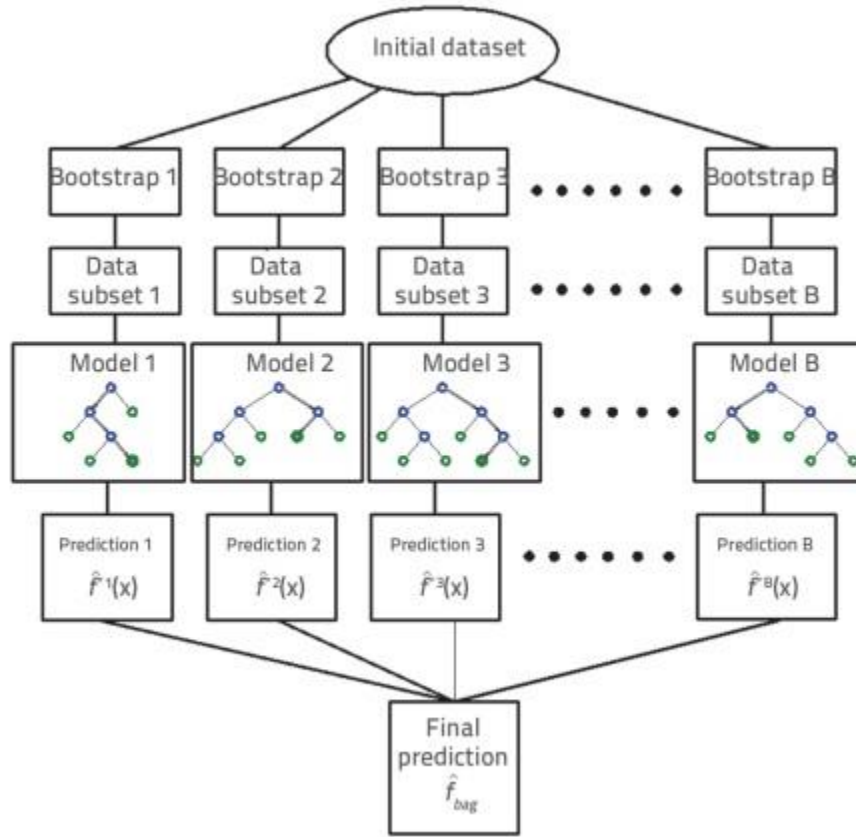 Initial dataset
Bootstrap 1
Bootstrap 2
Bootstrap 3
Bootstrap B
Data
subset 1
Data
subset 2
Data
subset 3
Data
subset B
Model 1
Model 2
Model 3
Model B
Prediction 1
f̂¹(x)
Prediction 2
f̂²(x)
Prediction 3
f̂³(x)
Prediction B
f̂ᴮ(x)
Final
prediction
f̂bag